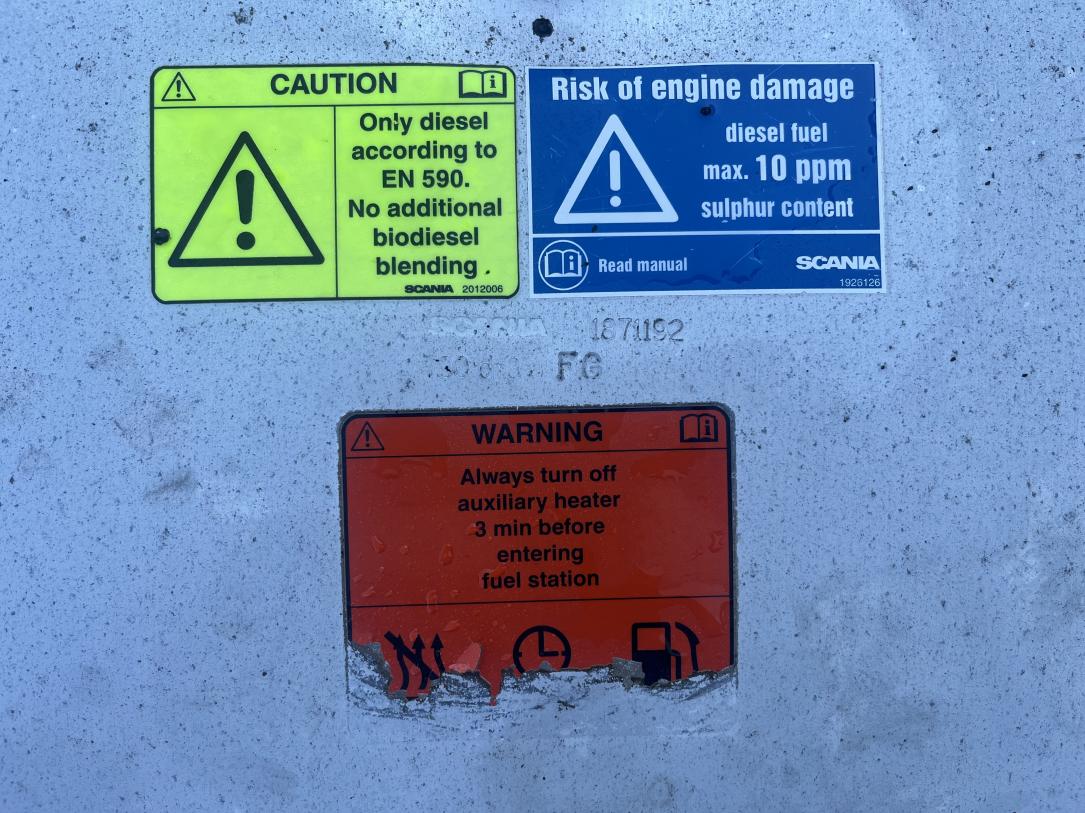 CAUTION
Only diesel
according to
EN 590.
No additional
biodiesel
blending .
SCANIA 2012006
Risk of engine damage
diesel fuel
max. 10 ppm
sulphur content
Read manual
SCANIA
1926126
SCANIA 1871192
FG
WARNING
Always turn off
auxiliary heater
3 min before
entering
fuel station